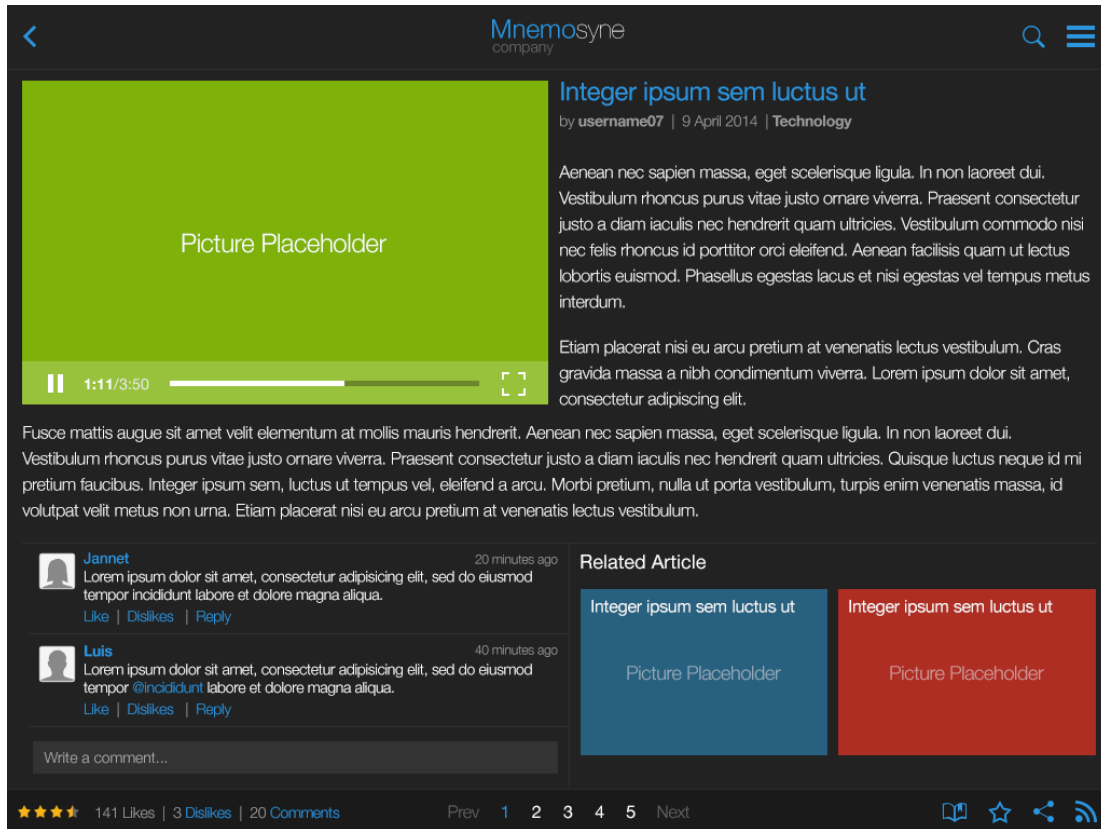 Mnemosyne
company
Picture Placeholder
1:11/3:50
Integer ipsum sem luctus ut
by username07 | 9 April 2014 | Technology
Aenean nec sapien massa, eget scelerisque ligula. In non laoreet dui.
Vestibulum rhoncus purus vitae justo ornare viverra. Praesent consectetur
justo a diam iaculis nec hendrerit quam ultricies. Vestibulum commodo nisi
nec felis rhoncus id porttitor orci eleifend. Aenean facilisis quam ut lectus
lobortis euismod. Phasellus egestas lacus et nisi egestas vel tempus metus
interdum.
Etiam placerat nisi eu arcu pretium at venenatis lectus vestibulum. Cras
gravida massa a nibh condimentum viverra. Lorem ipsum dolor sit amet,
consectetur adipiscing elit.
Fusce mattis augue sit amet velit elementum at mollis mauris hendrerit. Aenean nec sapien massa, eget scelerisque ligula. In non laoreet dui.
Vestibulum rhoncus purus vitae justo ornare viverra. Praesent consectetur justo a diam iaculis nec hendrerit quam ultricies. Quisque luctus neque id mi
pretium faucibus. Integer ipsum sem, luctus ut tempus vel, eleifend a arcu. Morbi pretium, nulla ut porta vestibulum, turpis enim venenatis massa, id
volutpat velit metus non urna. Etiam placerat nisi eu arcu pretium at venenatis lectus vestibulum.
Jannet 20 minutes ago
Lorem ipsum dolor sit amet, consectetur adipisicing elit, sed do eiusmod
tempor incididunt labore et dolore magna aliqua.
Like | Dislikes | Reply
Luis 40 minutes ago
Lorem ipsum dolor sit amet, consectetur adipisicing elit, sed do eiusmod
tempor @incididunt labore et dolore magna aliqua.
Like | Dislikes | Reply
Write a comment...
Related Article
Integer ipsum sem luctus ut
Picture Placeholder
Integer ipsum sem luctus ut
Picture Placeholder
141 Likes | 3 Dislikes | 20 Comments
Prev 1 2 3 4 5 Next